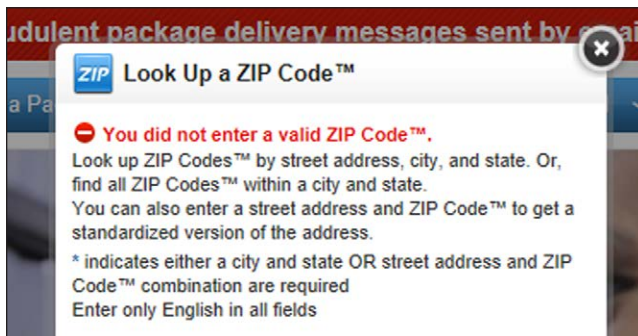 udulent package delivery messages sent by emai
ZIP Look Up a ZIP Code™
a Pa
You did not enter a valid ZIP Code™.
Look up ZIP Codes™ by street address, city, and state. Or,
find all ZIP Codes™ within a city and state.
You can also enter a street address and ZIP Code™ to get a
standardized version of the address.
* indicates either a city and state OR street address and ZIP
Code™ combination are required
Enter only English in all fields